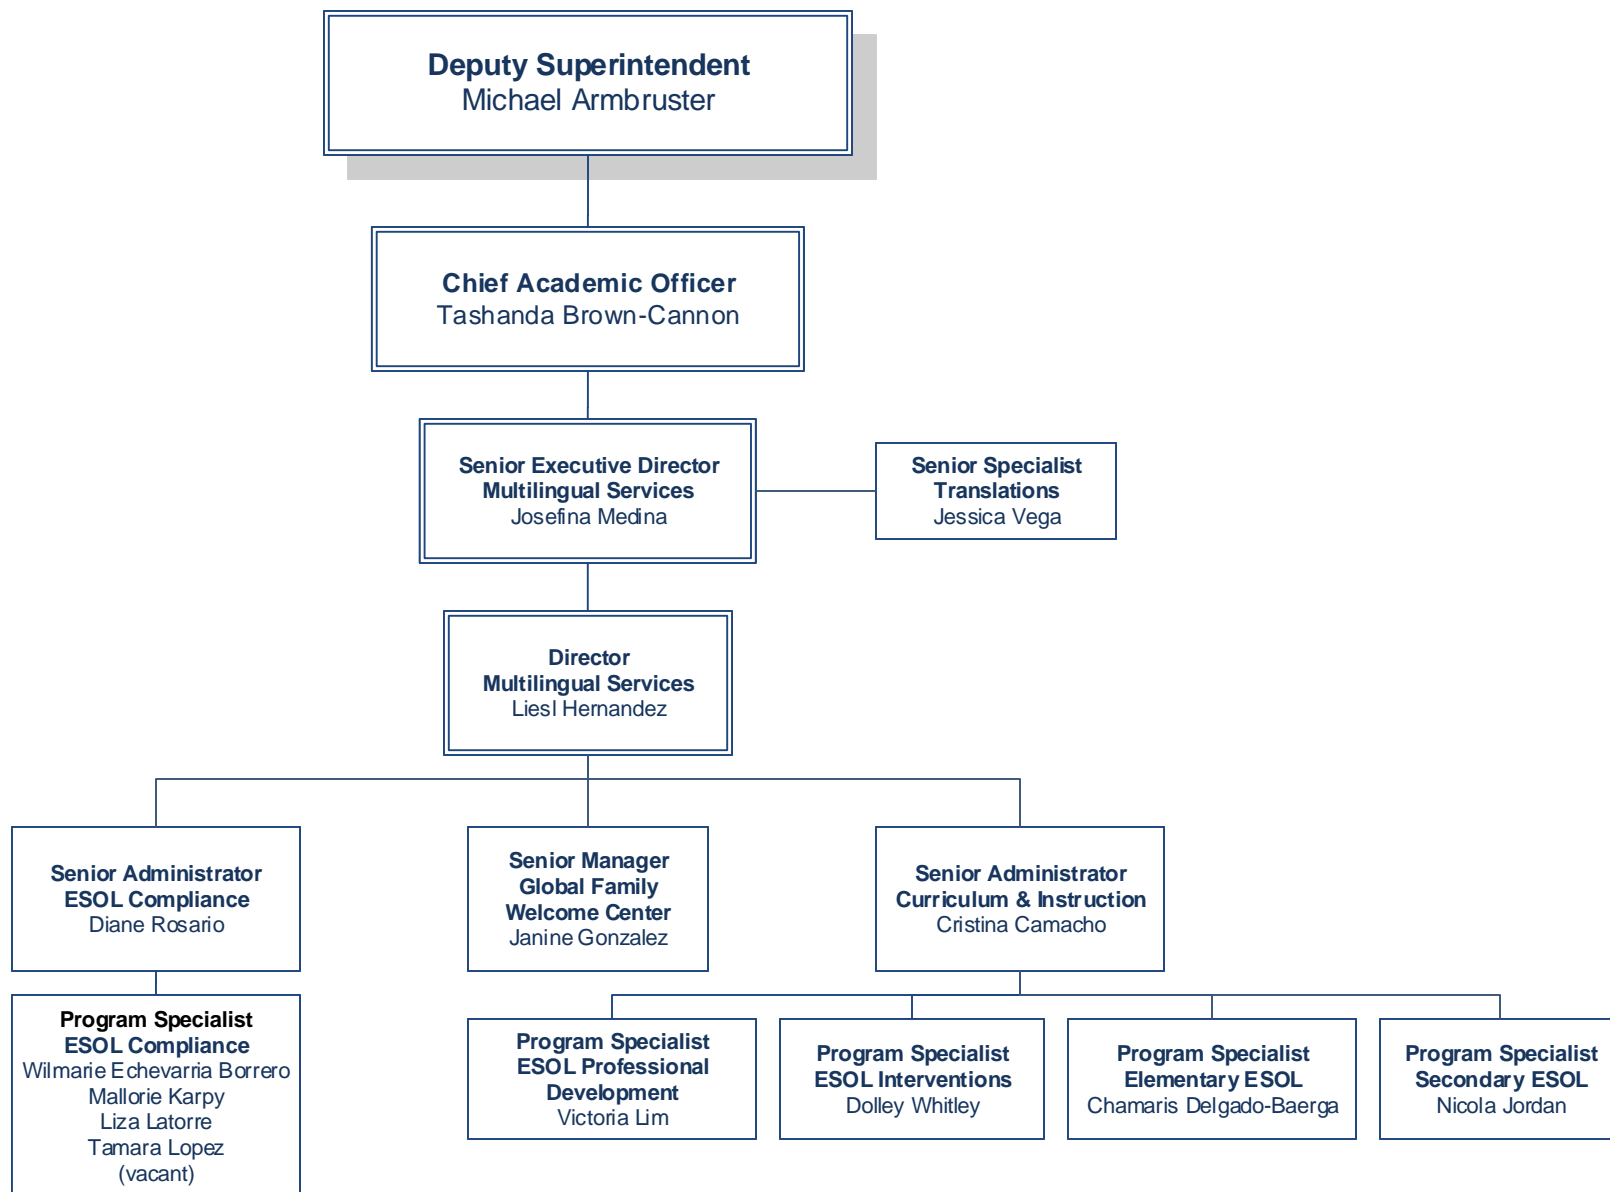 Deputy Superintendent
Michael Armbruster
Chief Academic Officer
Tashanda Brown-Cannon
Senior Executive Director
Multilingual Services
Josefina Medina
Senior Specialist
Translations
Jessica Vega
Director
Multilingual Services
Liesl Hernandez
Senior Administrator
ESOL Compliance
Diane Rosario
Senior Manager
Global Family
Welcome Center
Janine Gonzalez
Senior Administrator
Curriculum & Instruction
Cristina Camacho
Program Specialist
ESOL Compliance
Wilmarie Echevarria Borrero
Mallorie Karpy
Liza Latorre
Tamara Lopez
(vacant)
Program Specialist
ESOL Professional
Development
Victoria Lim
Program Specialist
ESOL Interventions
Dolley Whitley
Program Specialist
Elementary ESOL
Chamaris Delgado-Baerga
Program Specialist
Secondary ESOL
Nicola Jordan